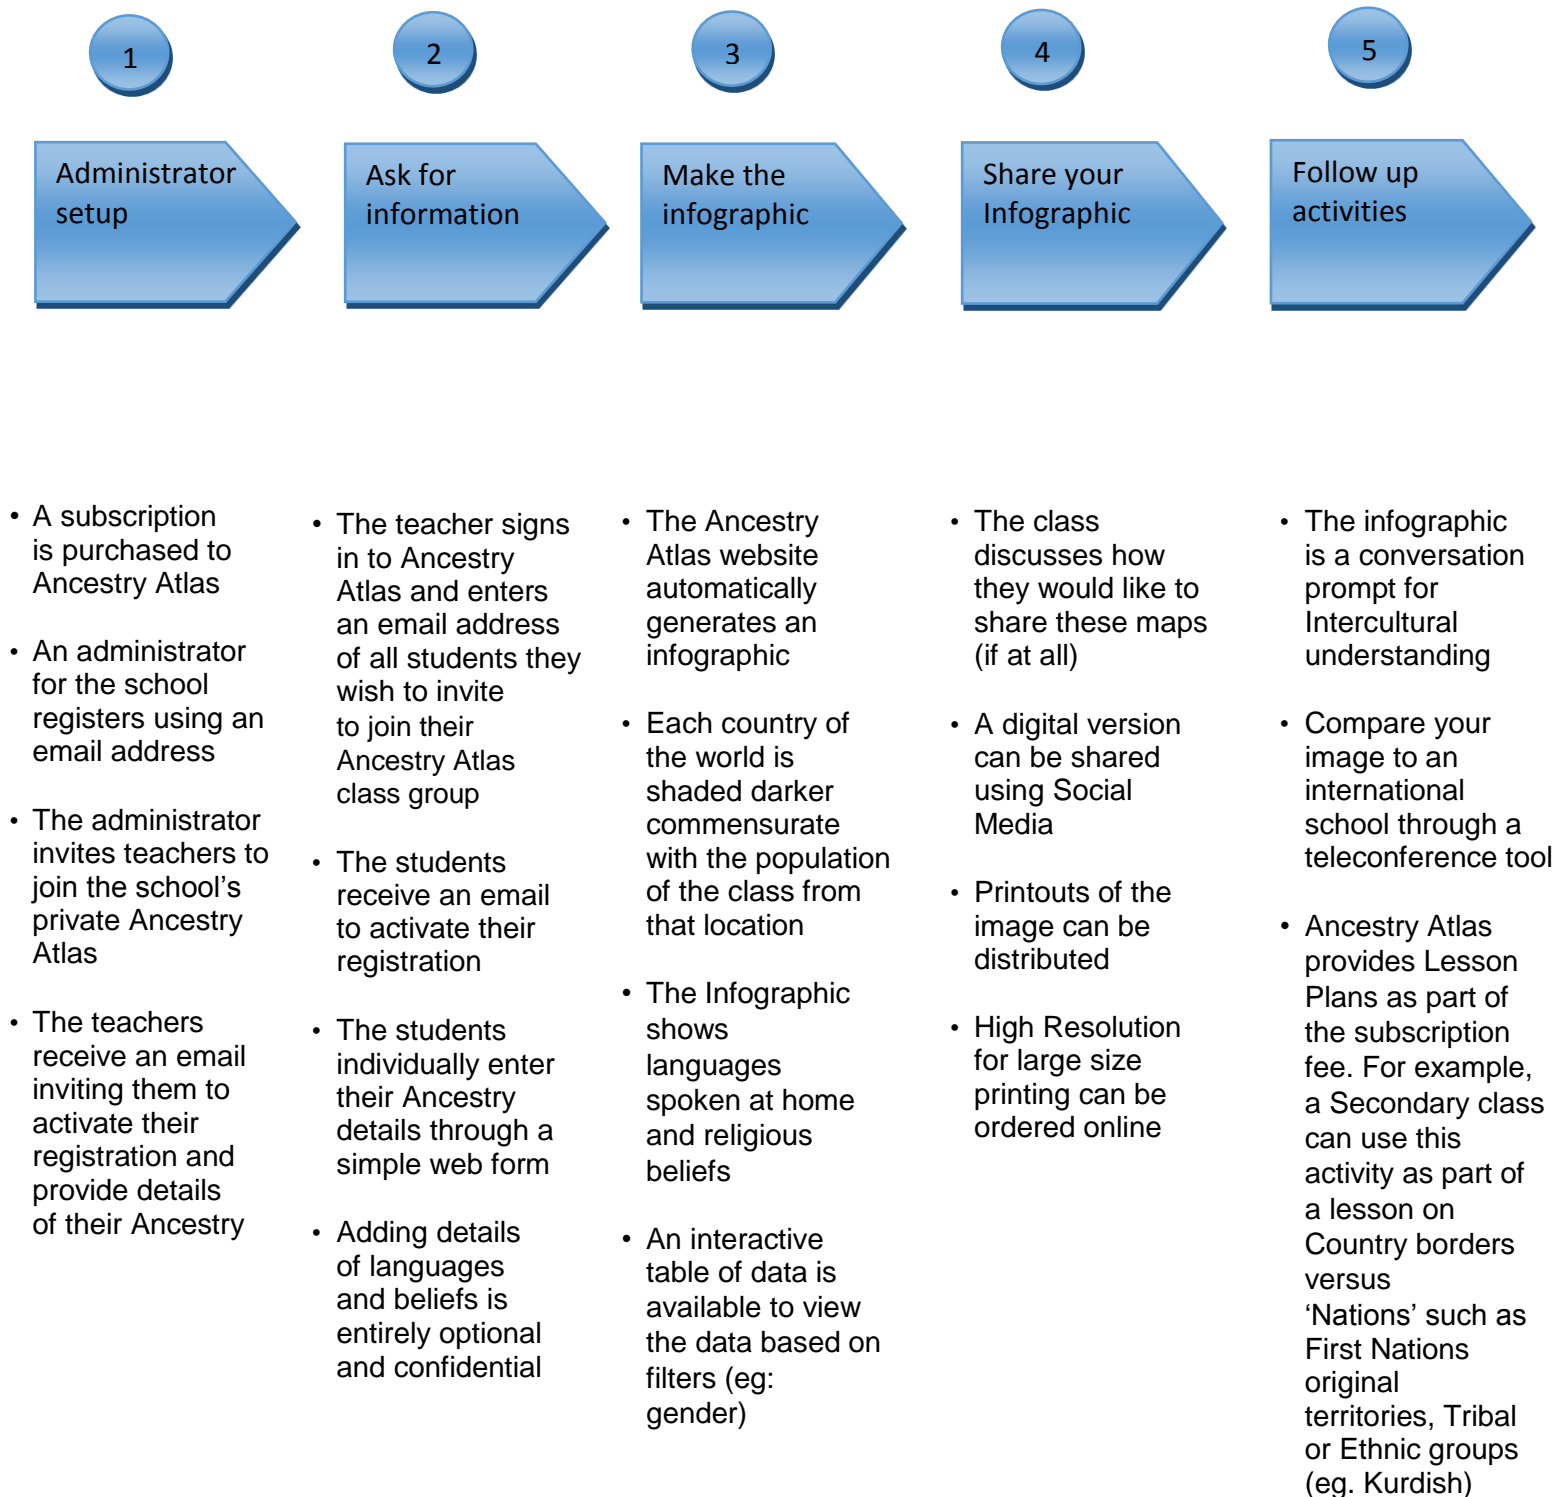 1
2
3
4
5
Administrator
setup
Ask for
information
Make the
infographic
Share your
Infographic
Follow up
activities
• A subscription
is purchased to
Ancestry Atlas
• An administrator
for the school
registers using an
email address
• The administrator
invites teachers to
join the school’s
private Ancestry
Atlas
• The teachers
receive an email
inviting them to
activate their
registration and
provide details
of their Ancestry
• The teacher signs
in to Ancestry
Atlas and enters
an email address
of all students they
wish to invite
to join their
Ancestry Atlas
class group
• The students
receive an email
to activate their
registration
• The students
individually enter
their Ancestry
details through a
simple web form
• Adding details
of languages
and beliefs is
entirely optional
and confidential
• The Ancestry
Atlas website
automatically
generates an
infographic
• Each country of
the world is
shaded darker
commensurate
with the population
of the class from
that location
• The Infographic
shows
languages
spoken at home
and religious
beliefs
• An interactive
table of data is
available to view
the data based on
filters (eg:
gender)
• The class
discusses how
they would like to
share these maps
(if at all)
• A digital version
can be shared
using Social
Media
• Printouts of the
image can be
distributed
• High Resolution
for large size
printing can be
ordered online
• The infographic
is a conversation
prompt for
Intercultural
understanding
• Compare your
image to an
international
school through a
teleconference tool
• Ancestry Atlas
provides Lesson
Plans as part of
the subscription
fee. For example,
a Secondary class
can use this
activity as part of
a lesson on
Country borders
versus
‘Nations’ such as
First Nations
original
territories, Tribal
or Ethnic groups
(eg. Kurdish)